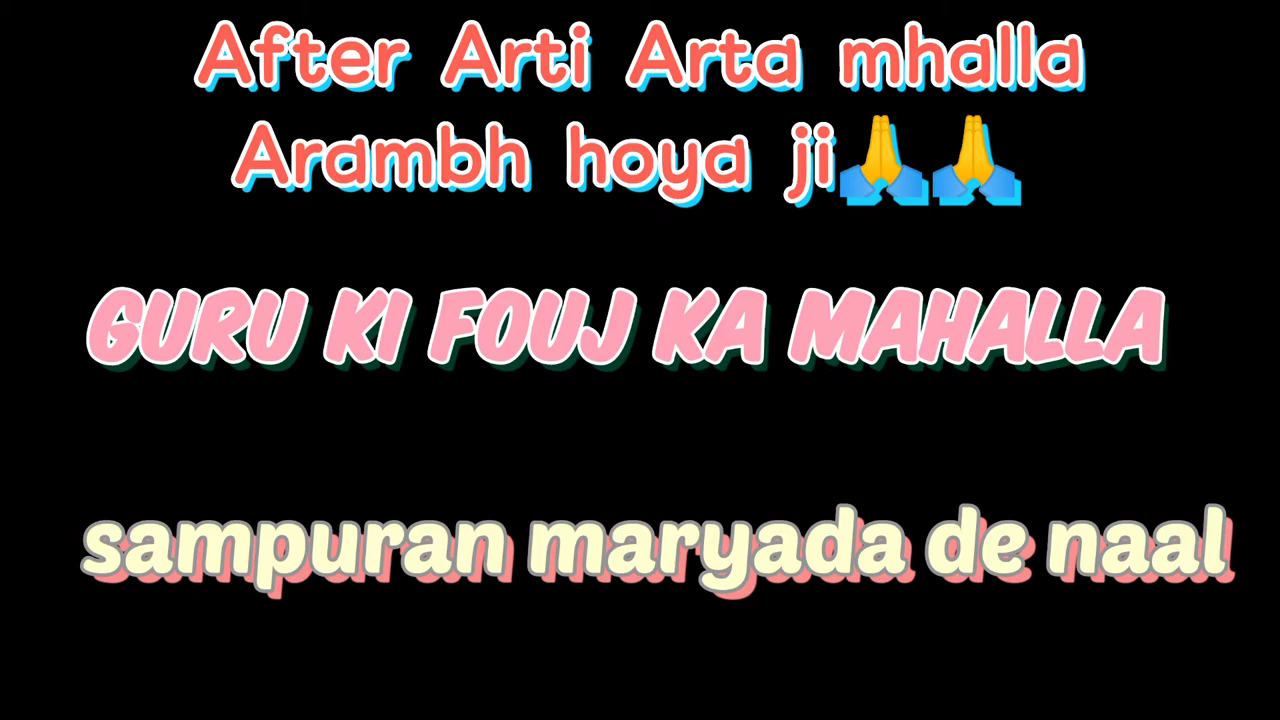 After Arti Arta mhalla
Arambh hoya ji🙏🙏
GURU KI FOUJ KA MAHALLA
sampuran maryada de naal